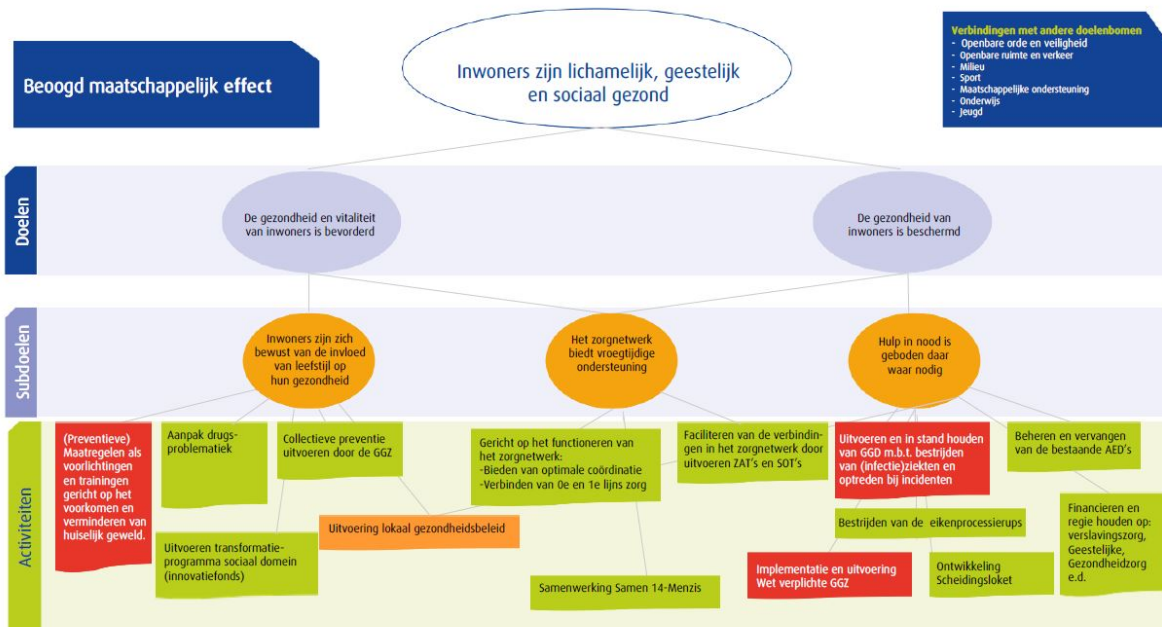 Beoogd maatschappelijk effect
Inwoners zijn lichamelijk, geestelijk
en sociaal gezond
Verbindingen met andere doelenbomen
- Openbare orde en veiligheid
- Openbare ruimte en verkeer
- Milieu
- Sport
- Maatschappelijke ondersteuning
- Onderwijs
- Jeugd
Doelen
De gezondheid en vitaliteit
van inwoners is bevorderd
De gezondheid van
inwoners is beschermd
Subdoelen
Inwoners zijn zich
bewust van de invloed
van leefstijl op
hun gezondheid
Het zorgnetwerk
biedt vroegtijdige
ondersteuning
Hulp in nood is
geboden daar
waar nodig
Activiteiten
(Preventieve)
Maatregelen als
voorlichtingen
en trainingen
gericht op het
voorkomen en
verminderen van
huiselijk geweld.
Aanpak drugs-
problematiek
Collectieve preventie
uitvoeren door de GGZ
Gericht op het functioneren van
het zorgnetwerk:
-Bieden van optimale coördinatie
-Verbinden van 0e en 1e lijns zorg
Faciliteren van de verbindin-
gen in het zorgnetwerk door
uitvoeren ZAT's en SOT's
Uitvoeren en in stand houden
van GGD m.b.t. bestrijden
van (infectie)ziekten en
optreden bij incidenten
Beheren en vervangen
van de bestaande AED's
Uitvoering lokaal gezondheidsbeleid
Bestrijden van de eikenprocessierups
Financieren en
regie houden op:
verslavingszorg,
Geestelijke,
Gezondheidzorg
e.d.
Uitvoeren transformatie-
programma sociaal domein
(innovatiefonds)
Samenwerking Samen 14-Menzis
Implementatie en uitvoering
Wet verplichte GGZ
Ontwikkeling
Scheidingsloket